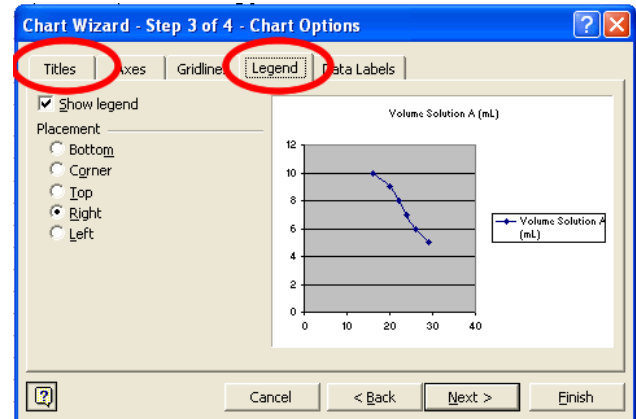 Chart Wizard - Step 3 of 4 - Chart Options
Titles Axes Gridlines Legend Data Labels
Show legend
Placement
Bottom
Corner
Top
Right
Left
Volume Solution A (mL)
12
10
8
6
4
2
0
0 10 20 30 40
Volume Solution A
(mL)
Cancel < Back Next > Finish